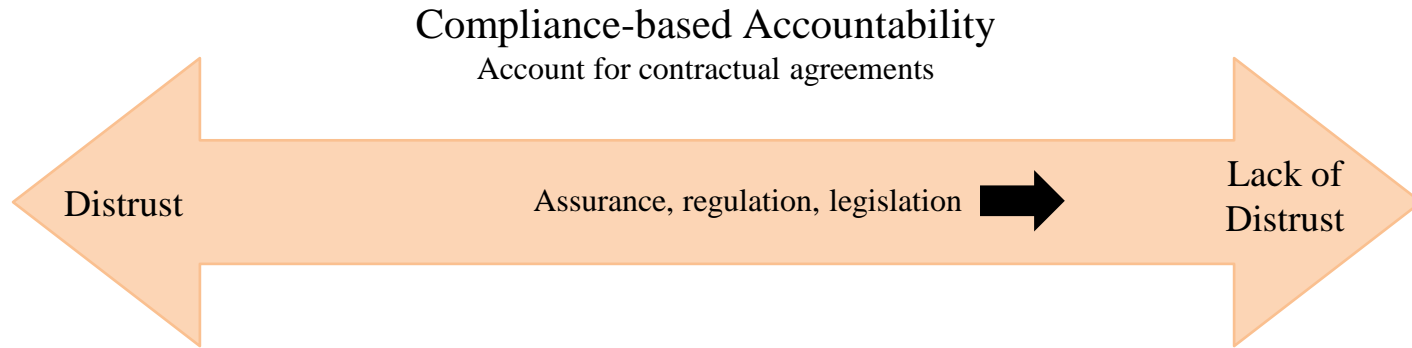 Compliance-based Accountability
Account for contractual agreements
Distrust
Assurance, regulation, legislation
Lack of
Distrust